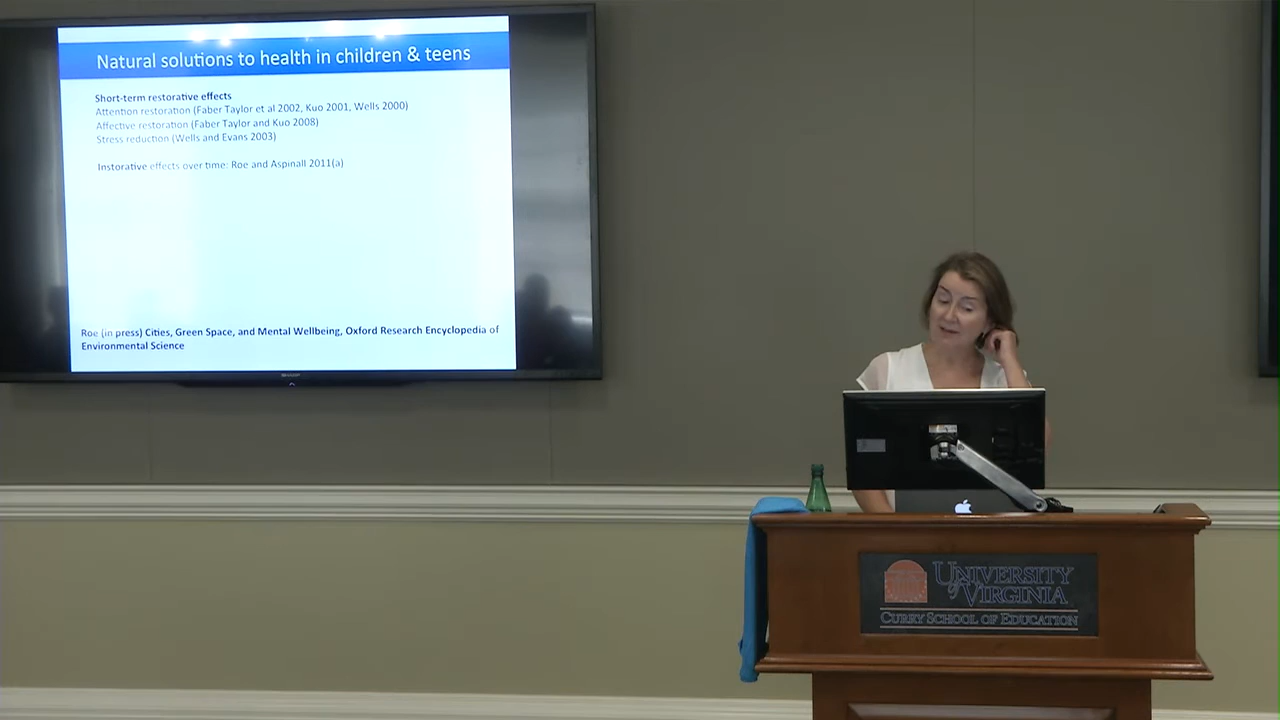 Natural solutions to health in children & teens
Short-term restorative effects
Attention restoration (Faber Taylor et al 2002, Kuo 2001, Wells 2000)
Affective restoration (Faber Taylor and Kuo 2008)
Stress reduction (Wells and Evans 2003)
Instorative effects over time: Roe and Aspinall 2011(a)
Roe (in press) Cities, Green Space, and Mental Wellbeing, Oxford Research Encyclopedia of
Environmental Science
SHARP
UNIVERSITY
of VIRGINIA
CURRY SCHOOL OF EDUCATION